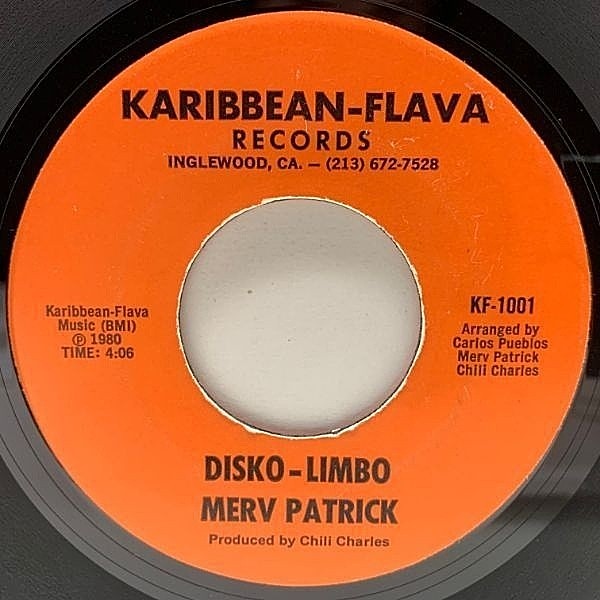 KARIBBEAN-FLAVA
RECORDS
INGLEWOOD, CA. — (213) 672-7528
Karibbean-Flava
Music (BMI)
℗ 1980
TIME: 4:06
KF-1001
Arranged by
Carlos Pueblos
Merv Patrick
Chili Charles
DISKO-LIMBO
MERV PATRICK
Produced by Chili Charles